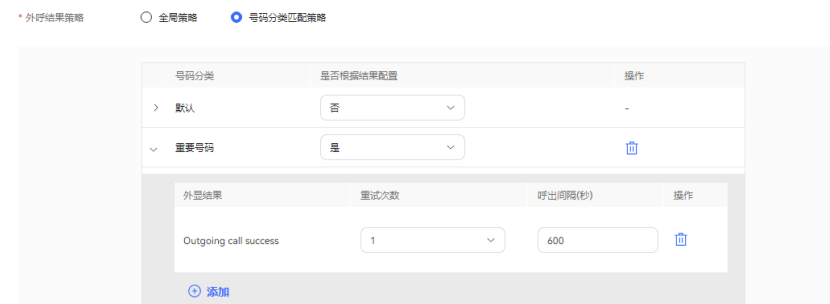 * 外呼结果策略 全局策略 号码分类匹配策略
号码分类 是否根据结果配置 操作
默认 否 -
重要号码 是
外显结果 重试次数 呼出间隔(秒) 操作
Outgoing call success 1 600
添加